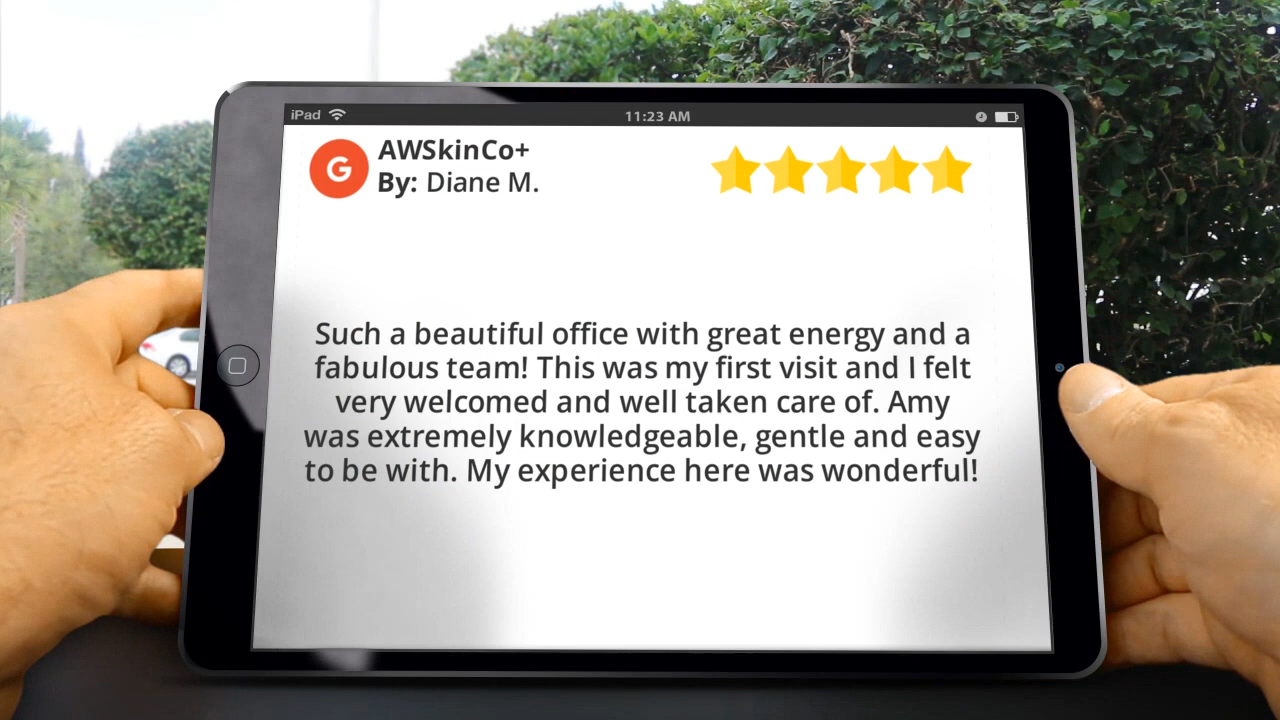 iPad 11:23 AM
G
AWSkinCo+
By: Diane M.
Such a beautiful office with great energy and a
fabulous team! This was my first visit and I felt
very welcomed and well taken care of. Amy
was extremely knowledgeable, gentle and easy
to be with. My experience here was wonderful!